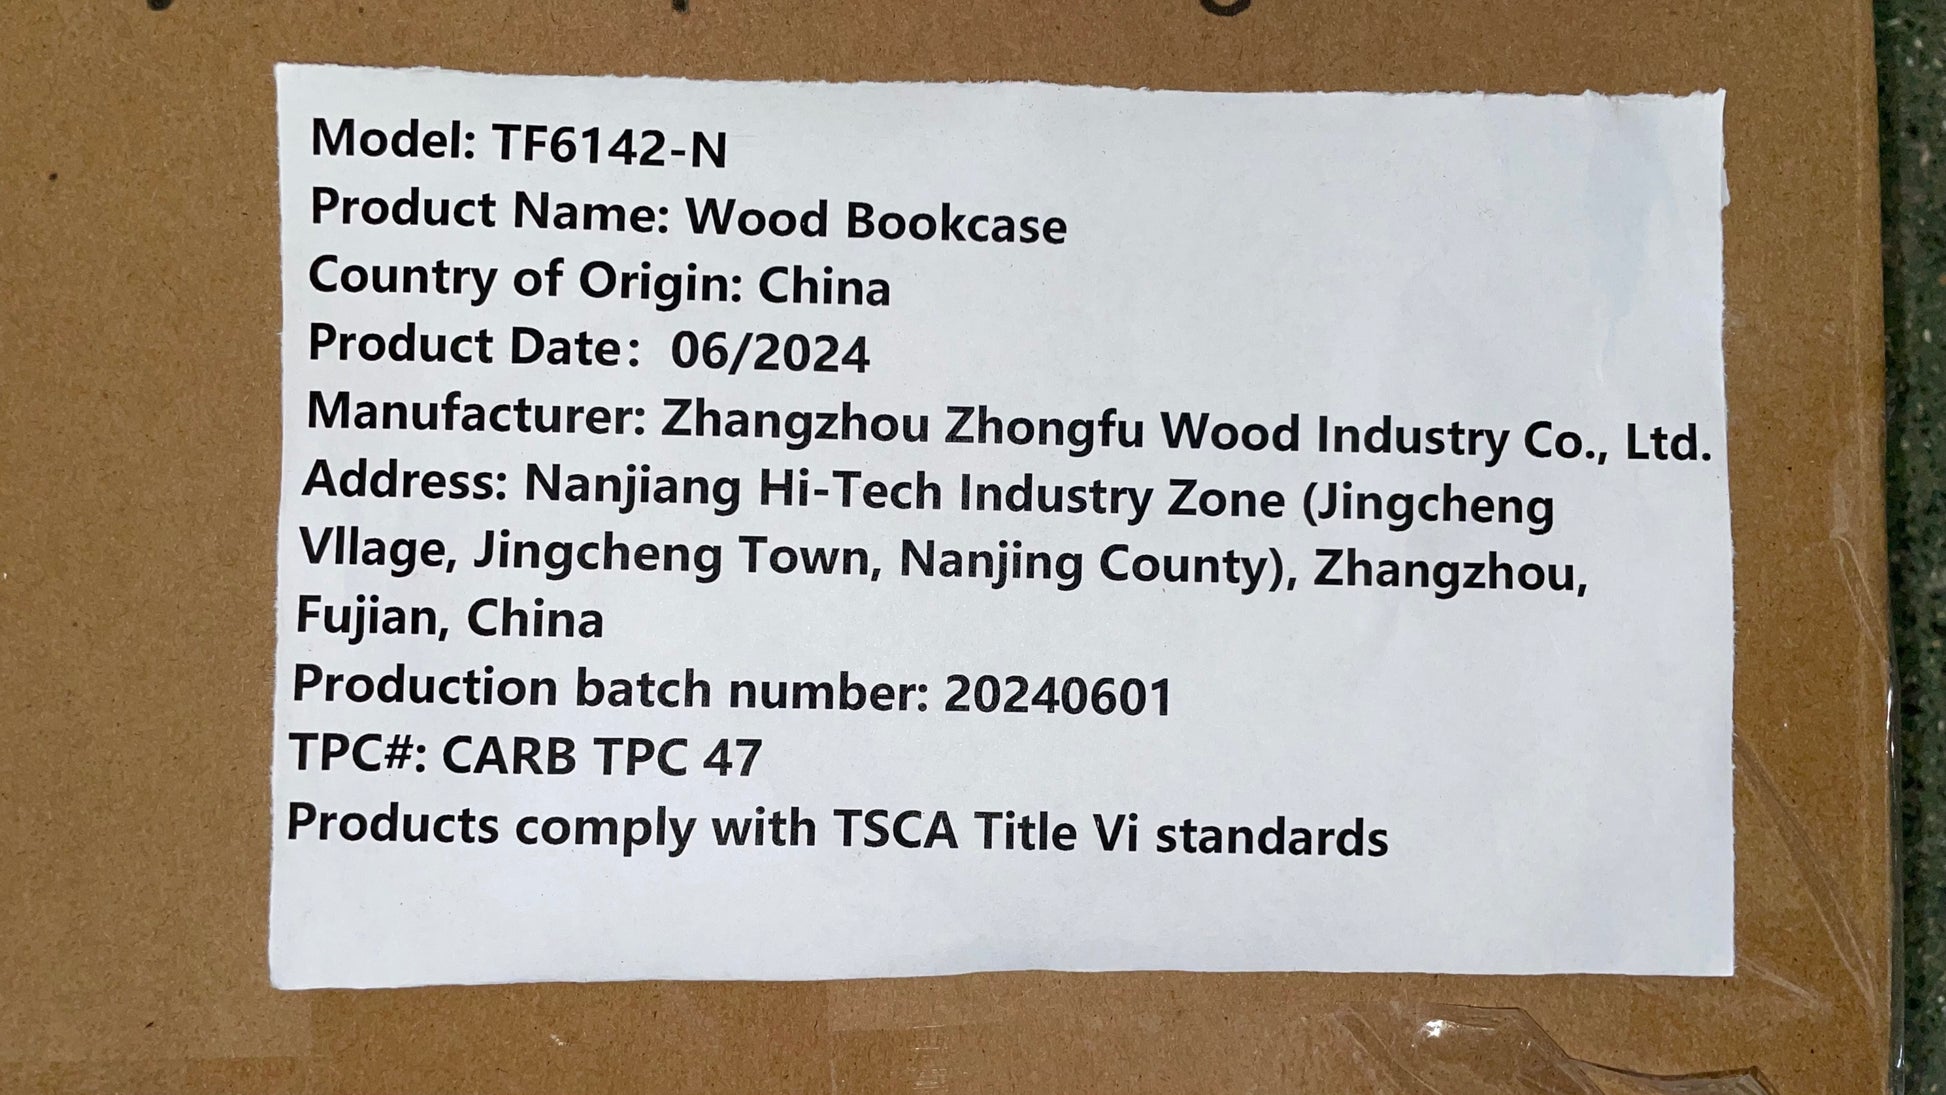 Model: TF6142-N
Product Name: Wood Bookcase
Country of Origin: China
Product Date: 06/2024
Manufacturer: Zhangzhou Zhongfu Wood Industry Co., Ltd.
Address: Nanjiang Hi-Tech Industry Zone (Jingcheng
Vllage, Jingcheng Town, Nanjing County), Zhangzhou,
Fujian, China
Production batch number: 20240601
TPC#: CARB TPC 47
Products comply with TSCA Title Vi standards